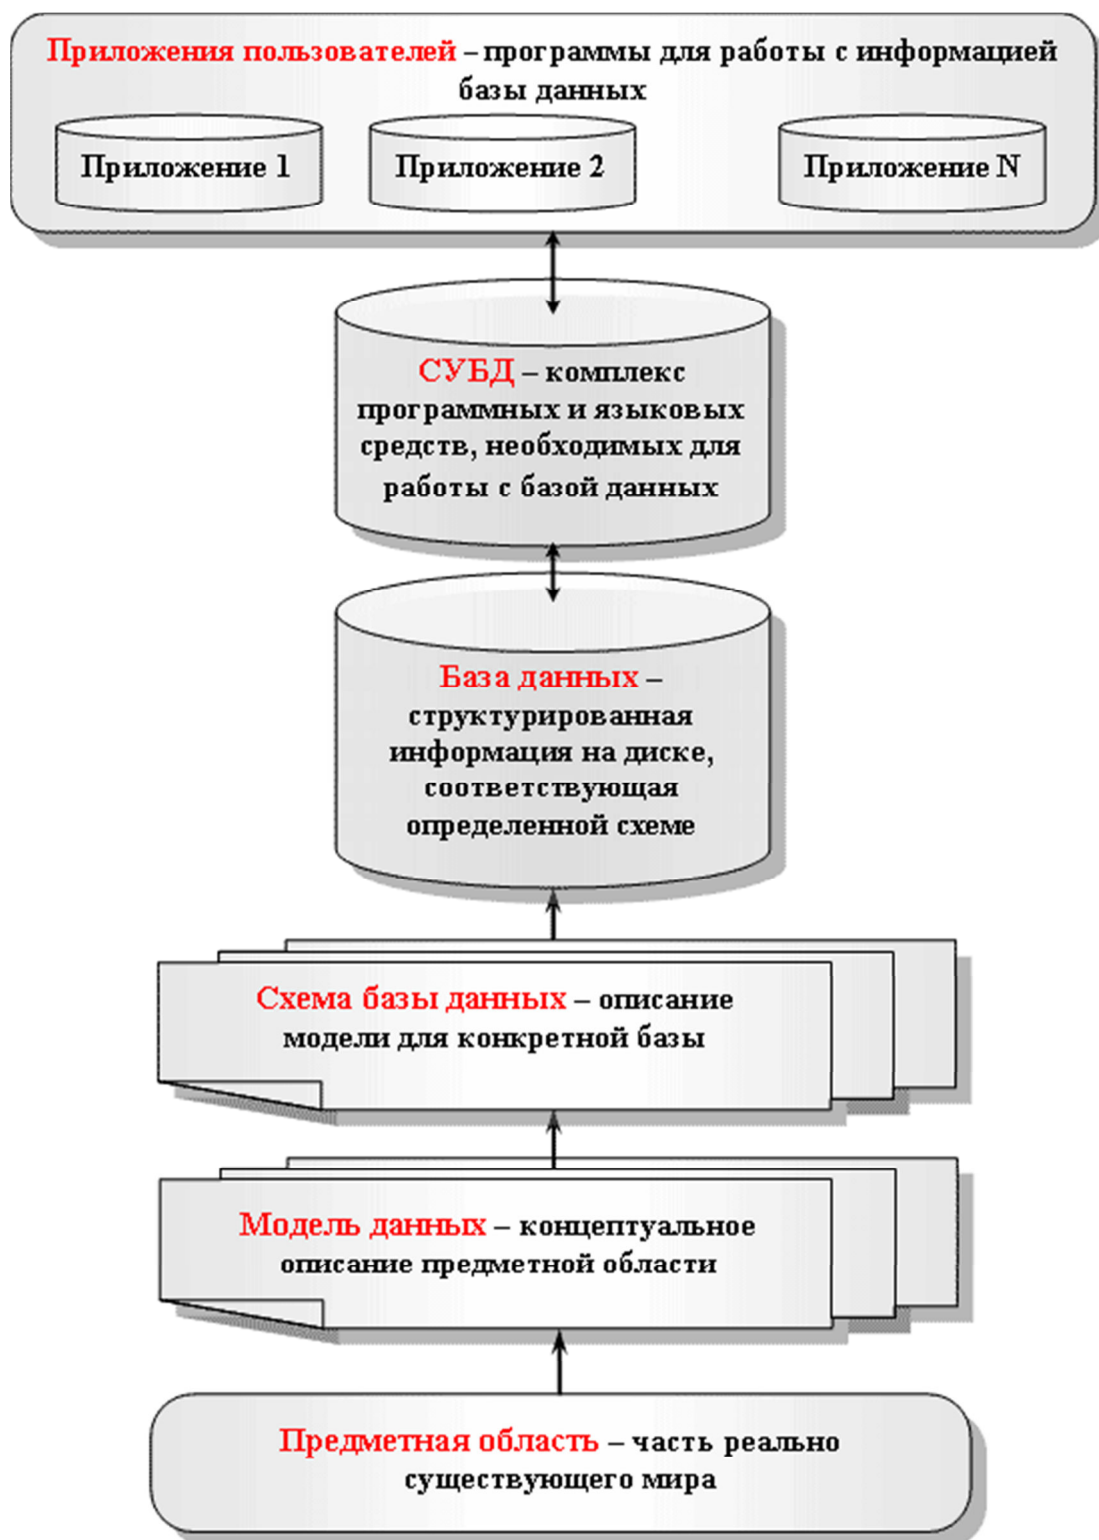 Приложения пользователей – программы для работы с информацией
базы данных
Приложение 1
Приложение 2
Приложение N
СУБД – комплекс
программных и языковых
средств, необходимых для
работы с базой данных
База данных –
структурированная
информация на диске,
соответствующая
определенной схеме
Схема базы данных – описание
модели для конкретной базы
Модель данных – концептуальное
описание предметной области
Предметная область – часть реально
существующего мира